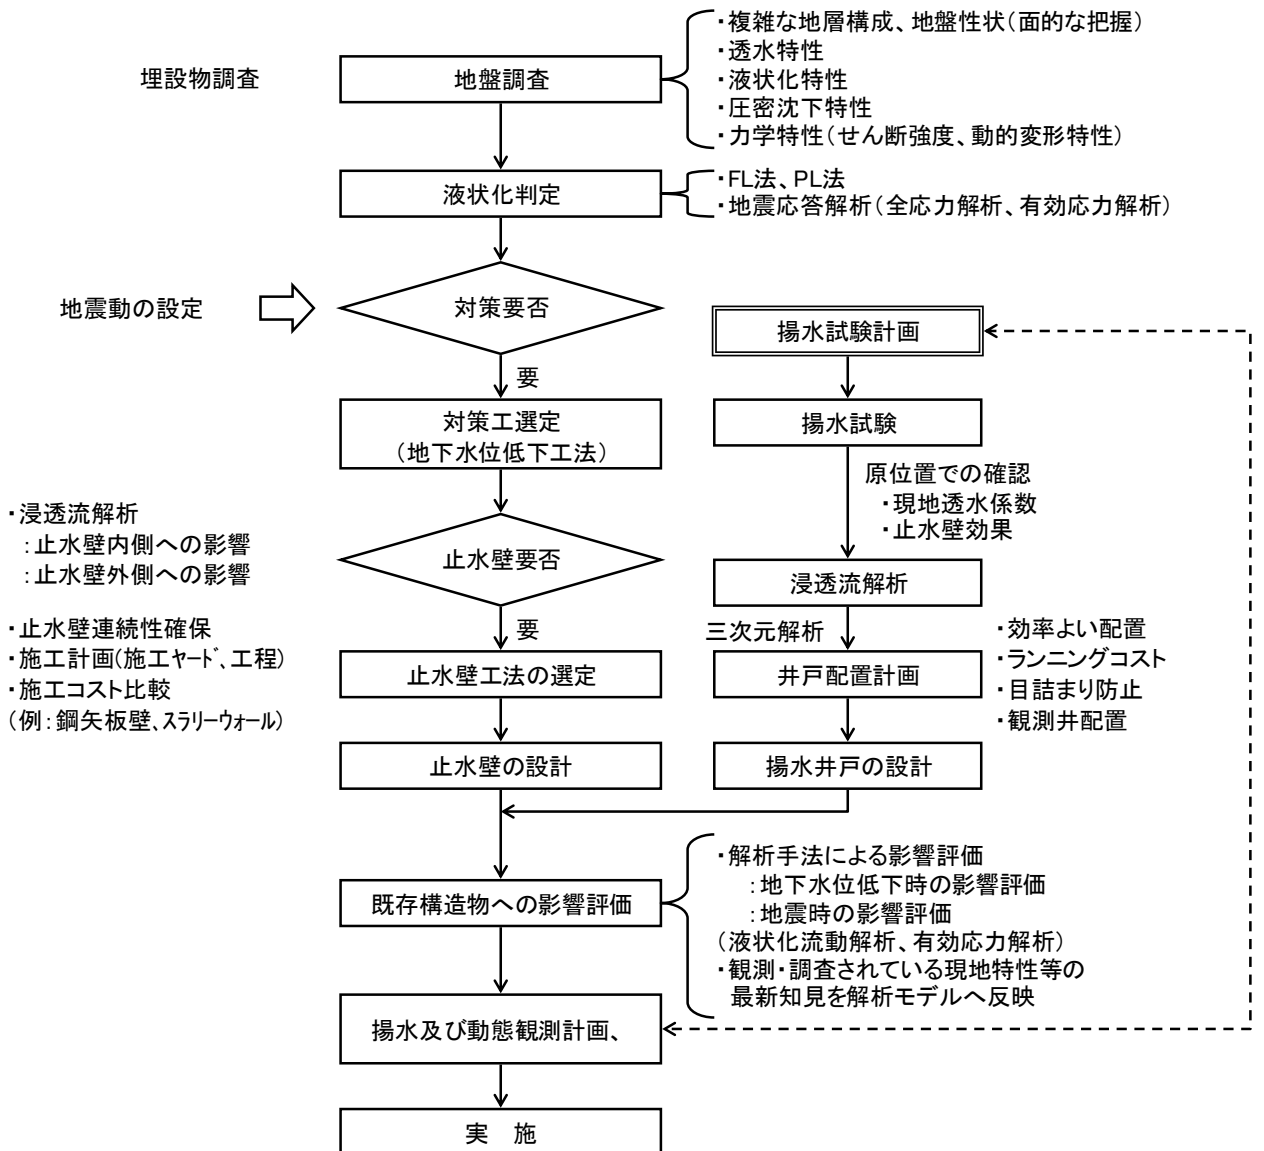 埋設物調査
地盤調査
・複雑な地層構成、地盤性状（面的な把握）
・透水特性
・液状化特性
・圧密沈下特性
・力学特性（せん断強度、動的変形特性）
液状化判定
・FL法、PL法
・地震応答解析（全応力解析、有効応力解析）
地震動の設定
対策要否
要
対策工選定
（地下水位低下工法）
・浸透流解析
：止水壁内側への影響
：止水壁外側への影響
止水壁要否
要
・止水壁連続性確保
・施工計画(施工ﾔｰﾄﾞ、工程)
・施工コスト比較
（例：鋼矢板壁、ｽﾗﾘｰｳｫｰﾙ）
止水壁工法の選定
止水壁の設計
揚水試験計画
揚水試験
原位置での確認
・現地透水係数
・止水壁効果
浸透流解析
三次元解析
井戸配置計画
・効率よい配置
・ランニングコスト
・目詰まり防止
・観測井配置
揚水井戸の設計
既存構造物への影響評価
・解析手法による影響評価
：地下水位低下時の影響評価
：地震時の影響評価
（液状化流動解析、有効応力解析）
・観測・調査されている現地特性等の
最新知見を解析モデルへ反映
揚水及び動態観測計画、
実　施